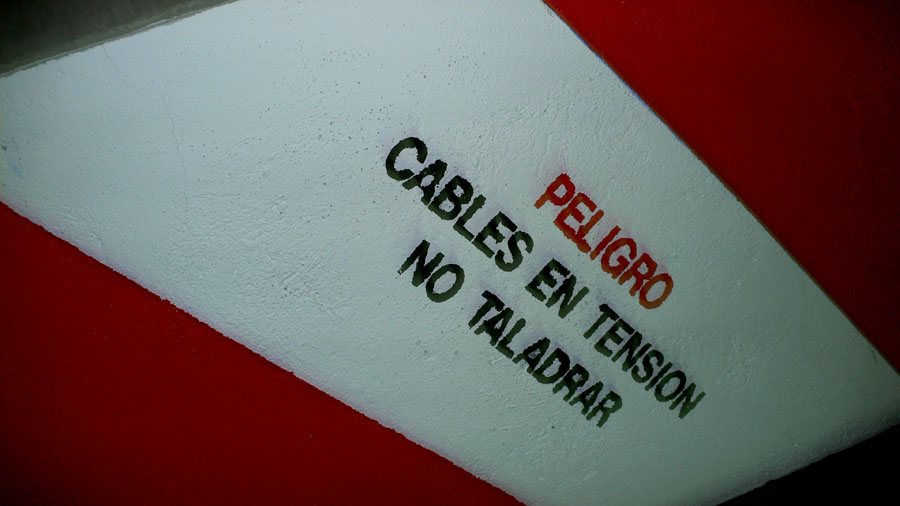 PELIGRO
CABLES EN TENSION
NO TALADRAR